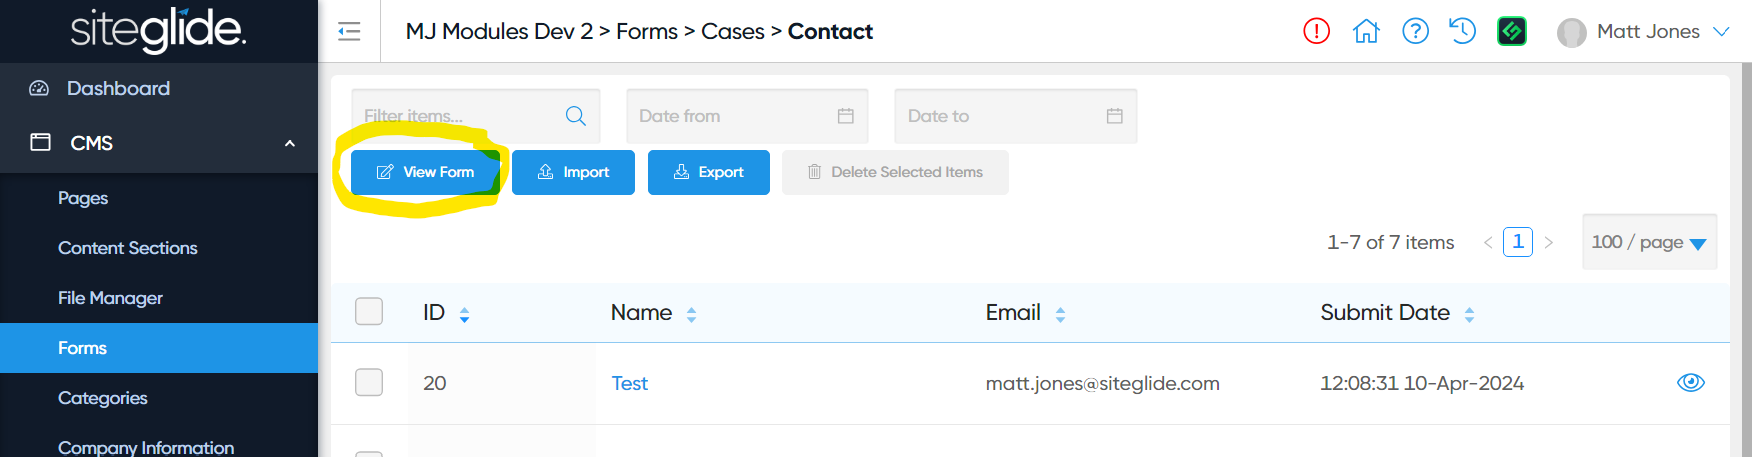 siteglide.
MJ Modules Dev 2 > Forms > Cases > Contact
Matt Jones
Dashboard
CMS
Pages
Content Sections
File Manager
Forms
Categories
Company Information
Filter items...
Date from
Date to
View Form
Import
Export
Delete Selected Items
1-7 of 7 items
< 1 >
100 / page
ID
Name
Email
Submit Date
20
Test
matt.jones@siteglide.com
12:08:31 10-Apr-2024